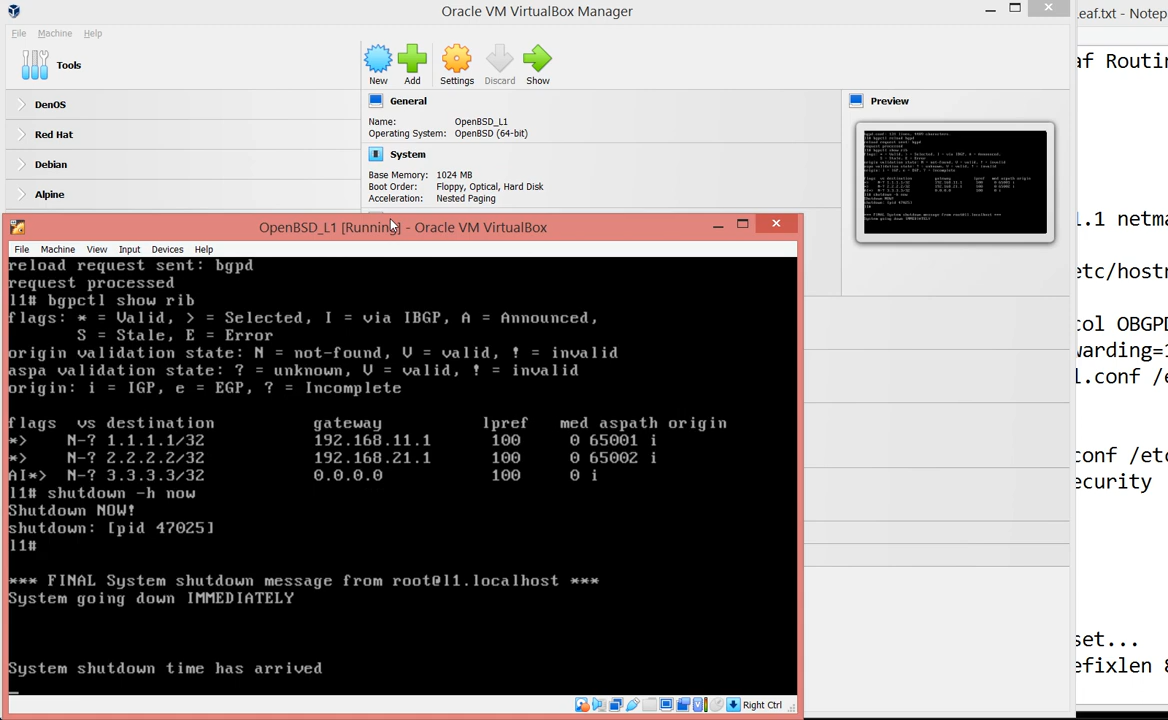 Oracle VM VirtualBox Manager
File Machine Help
Tools
New Add Settings Discard Show
DenOS
Red Hat
Debian
Alpine
General
Name: OpenBSD_L1
Operating System: OpenBSD (64-bit)
System
Base Memory: 1024 MB
Boot Order: Floppy, Optical, Hard Disk
Acceleration: Nested Paging
Preview
OpenBSD_L1 [Running] - Oracle VM VirtualBox
File Machine View Input Devices Help
reload request sent: bgpd
request processed
l1# bgpctl show rib
flags: * = Valid, > = Selected, I = via IBGP, A = Announced,
S = Stale, E = Error
origin validation state: N = not-found, V = valid, ! = invalid
aspa validation state: ? = unknown, V = valid, ! = invalid
origin: i = IGP, e = EGP, ? = Incomplete
flags vs destination gateway lpref med aspath origin
*> N-? 1.1.1.1/32 192.168.11.1 100 0 65001 i
*> N-? 2.2.2.2/32 192.168.21.1 100 0 65002 i
AI*> N-? 3.3.3.3/32 0.0.0.0 100 0 i
l1# shutdown -h now
Shutdown NOW!
shutdown: [pid 47025]
l1#
*** FINAL System shutdown message from root@l1.localhost ***
System going down IMMEDIATELY
System shutdown time has arrived
Right Ctrl
eaf.txt - Notep
af Routin
.1 netma
etc/hostn
col OBGPD
warding=1
1.conf /e
conf /etc
ecurity
set...
efixlen 8